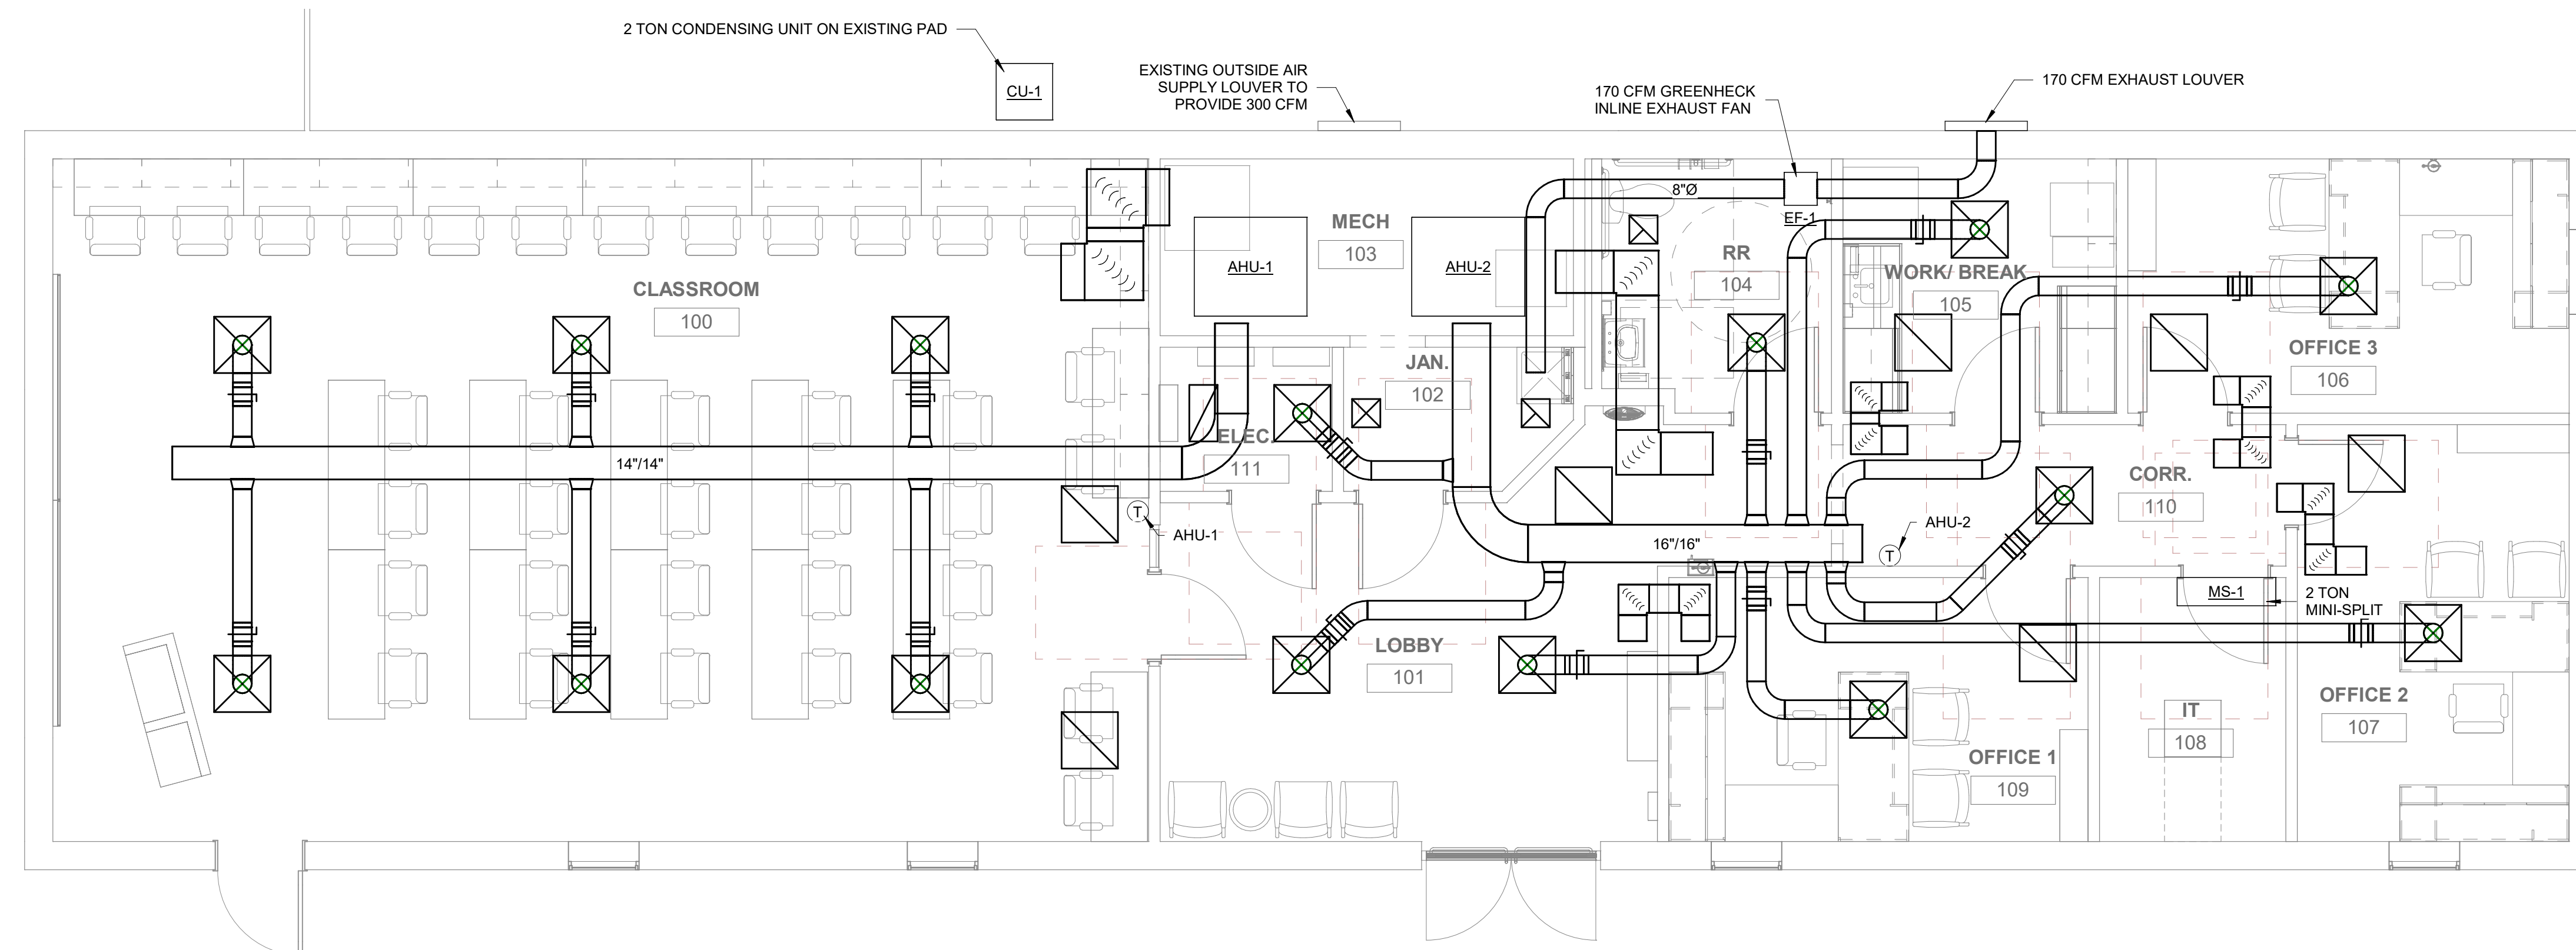 2 TON CONDENSING UNIT ON EXISTING PAD
CU-1
EXISTING OUTSIDE AIR
SUPPLY LOUVER TO
PROVIDE 300 CFM
170 CFM GREENHECK
INLINE EXHAUST FAN
170 CFM EXHAUST LOUVER
8"Ø
EF-1
MECH
103
AHU-1
AHU-2
RR
104
WORK/ BREAK
105
CLASSROOM
100
OFFICE 3
106
JAN.
102
ELEC.
111
14"/14"
CORR.
110
T
AHU-1
16"/16"
T
AHU-2
MS-1
2 TON
MINI-SPLIT
LOBBY
101
OFFICE 2
107
IT
108
OFFICE 1
109